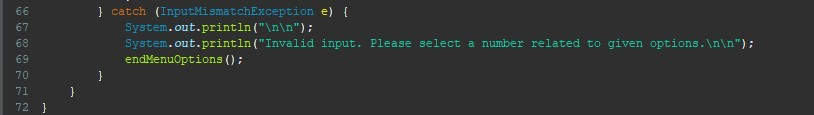 66 } catch (InputMismatchException e) {
67 System.out.println("\n\n");
68 System.out.println("Invalid input. Please select a number related to given options.\n\n");
69 endMenuOptions();
70 }
71 }
72 }